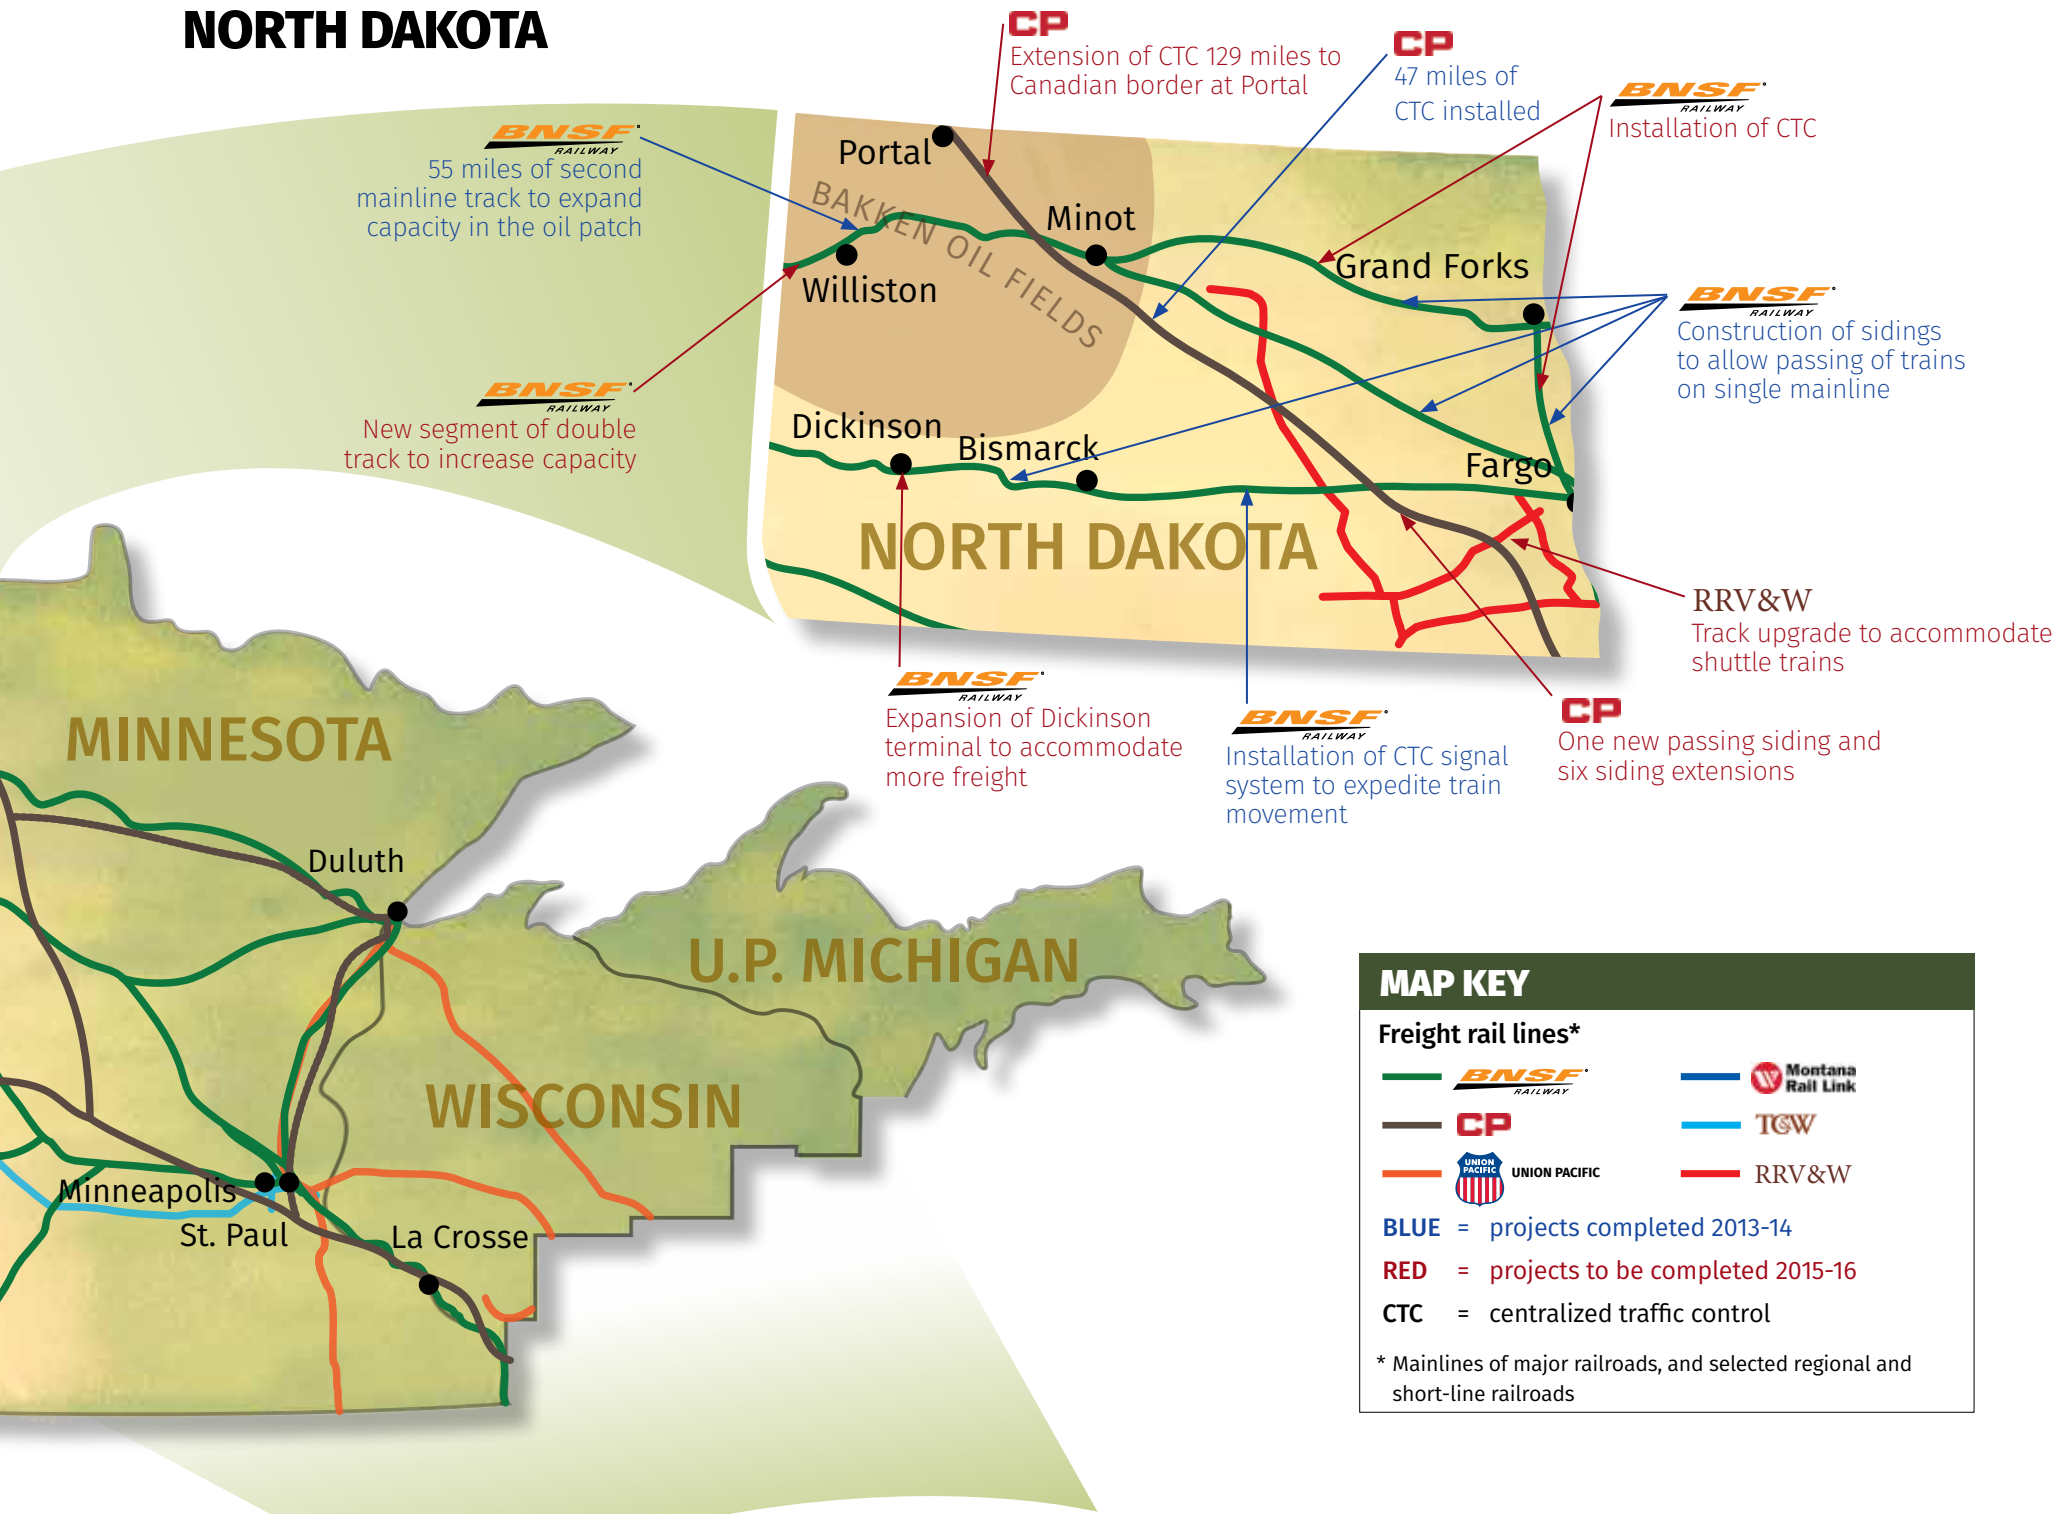 NORTH DAKOTA
CP
Extension of CTC 129 miles to
Canadian border at Portal
CP
47 miles of
CTC installed
BNSF
RAILWAY
Installation of CTC
BNSF
RAILWAY
55 miles of second
mainline track to expand
capacity in the oil patch
Portal
BAKKEN OIL FIELDS
Minot
Grand Forks
Williston
BNSF
RAILWAY
Construction of sidings
to allow passing of trains
on single mainline
BNSF
RAILWAY
New segment of double
track to increase capacity
Dickinson
Bismarck
Fargo
NORTH DAKOTA
RRV&W
Track upgrade to accommodate
shuttle trains
BNSF
RAILWAY
Expansion of Dickinson
terminal to accommodate
more freight
BNSF
RAILWAY
Installation of CTC signal
system to expedite train
movement
CP
One new passing siding and
six siding extensions
MINNESOTA
Duluth
U.P. MICHIGAN
WISCONSIN
Minneapolis
St. Paul
La Crosse
MAP KEY
Freight rail lines*
BNSF
RAILWAY
Montana
Rail Link
CP
TC&W
UNION
PACIFIC
UNION PACIFIC
RRV&W
BLUE = projects completed 2013-14
RED = projects to be completed 2015-16
CTC = centralized traffic control
* Mainlines of major railroads, and selected regional and
short-line railroads